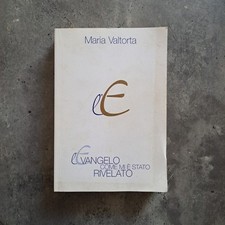 Maria Valtorta
l'E
L'EVANGELO
COME MI È STATO
RIVELATO